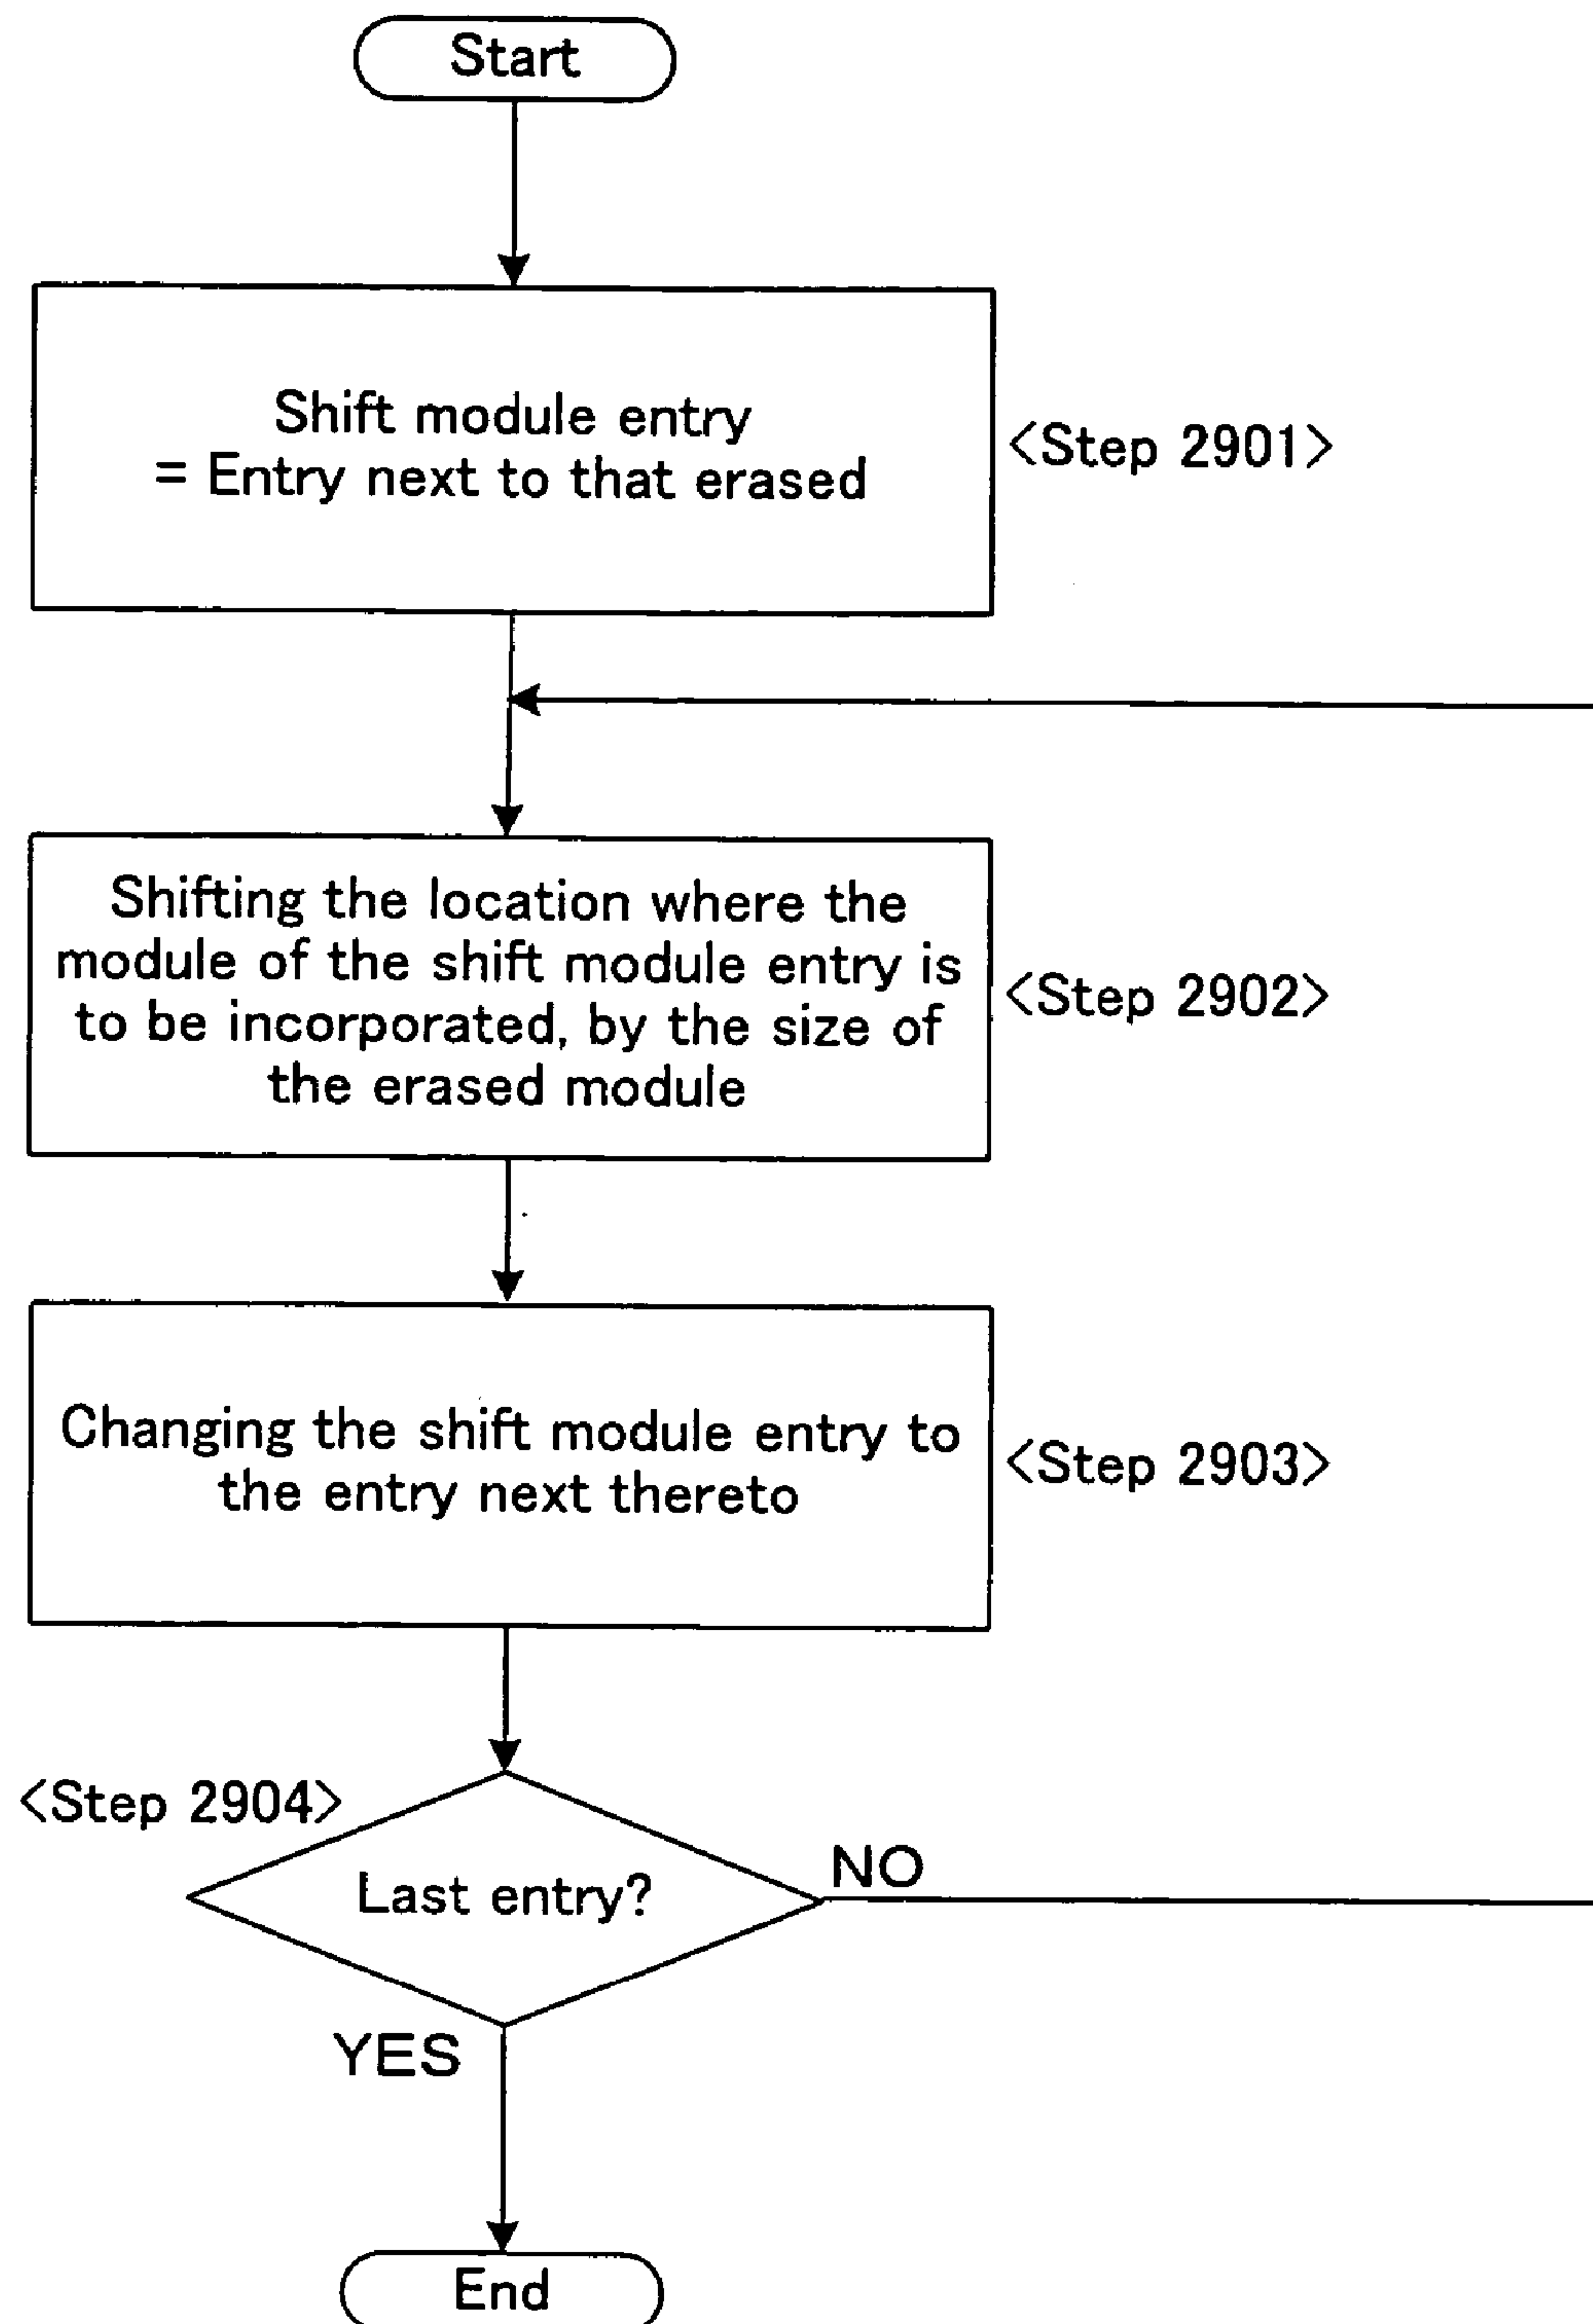 Start
Shift module entry
= Entry next to that erased
<Step 2901>
Shifting the location where the
module of the shift module entry is
to be incorporated, by the size of
the erased module
<Step 2902>
Changing the shift module entry to
the entry next thereto
<Step 2903>
<Step 2904>
Last entry?
NO
YES
End